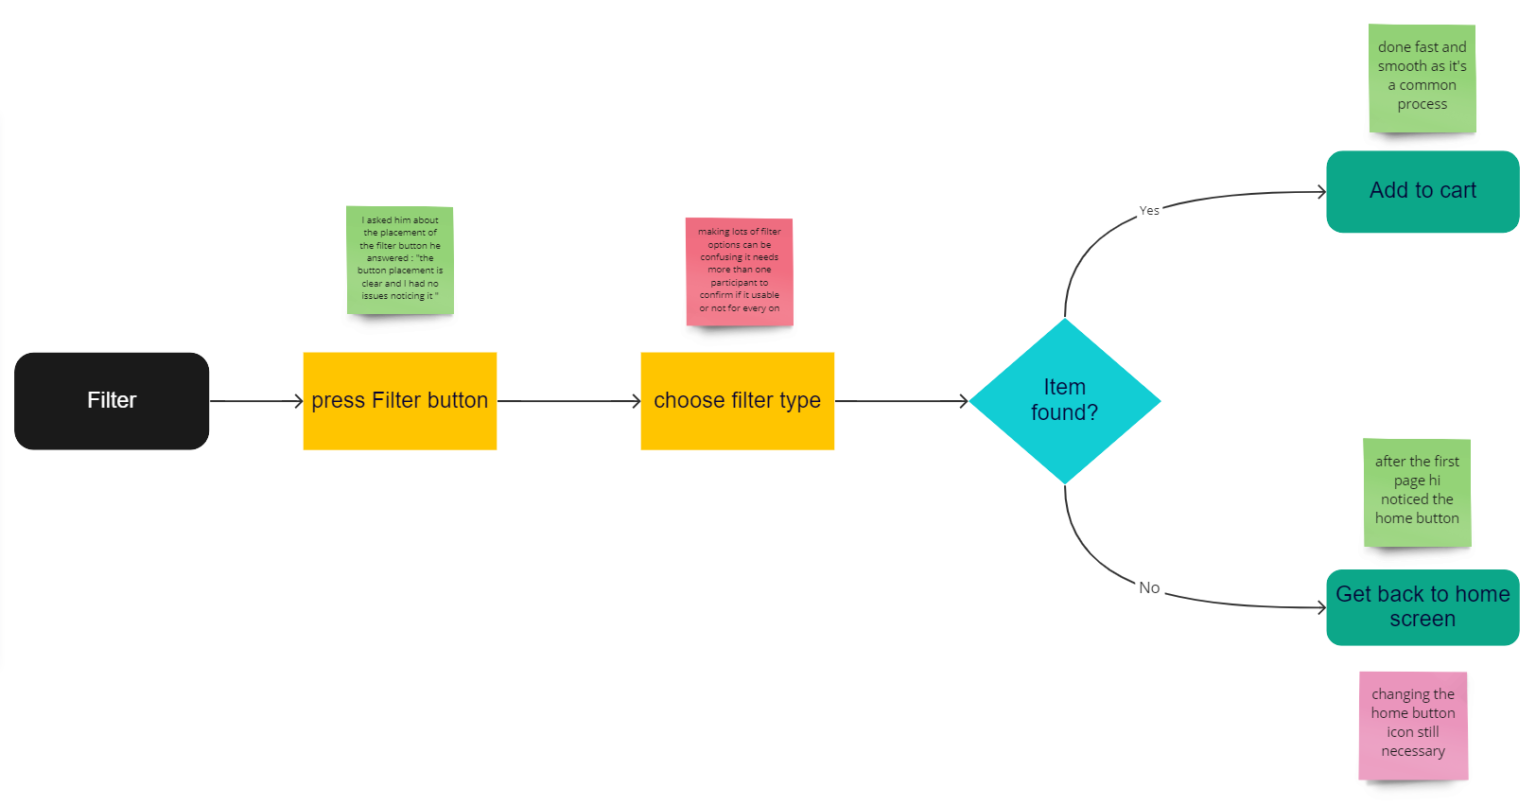 done fast and
smooth as it's
a common
process
Add to cart
Yes
I asked him about
the placement of
the filter button he
answered : "the
button placement is
clear and I had no
issues noticing it "
making lots of filter
options can be
confusing it needs
more than one
participant to
confirm if it usable
or not for every on
Filter
press Filter button
choose filter type
Item
found?
after the first
page hi
noticed the
home button
No
Get back to home
screen
changing the
home button
icon still
necessary